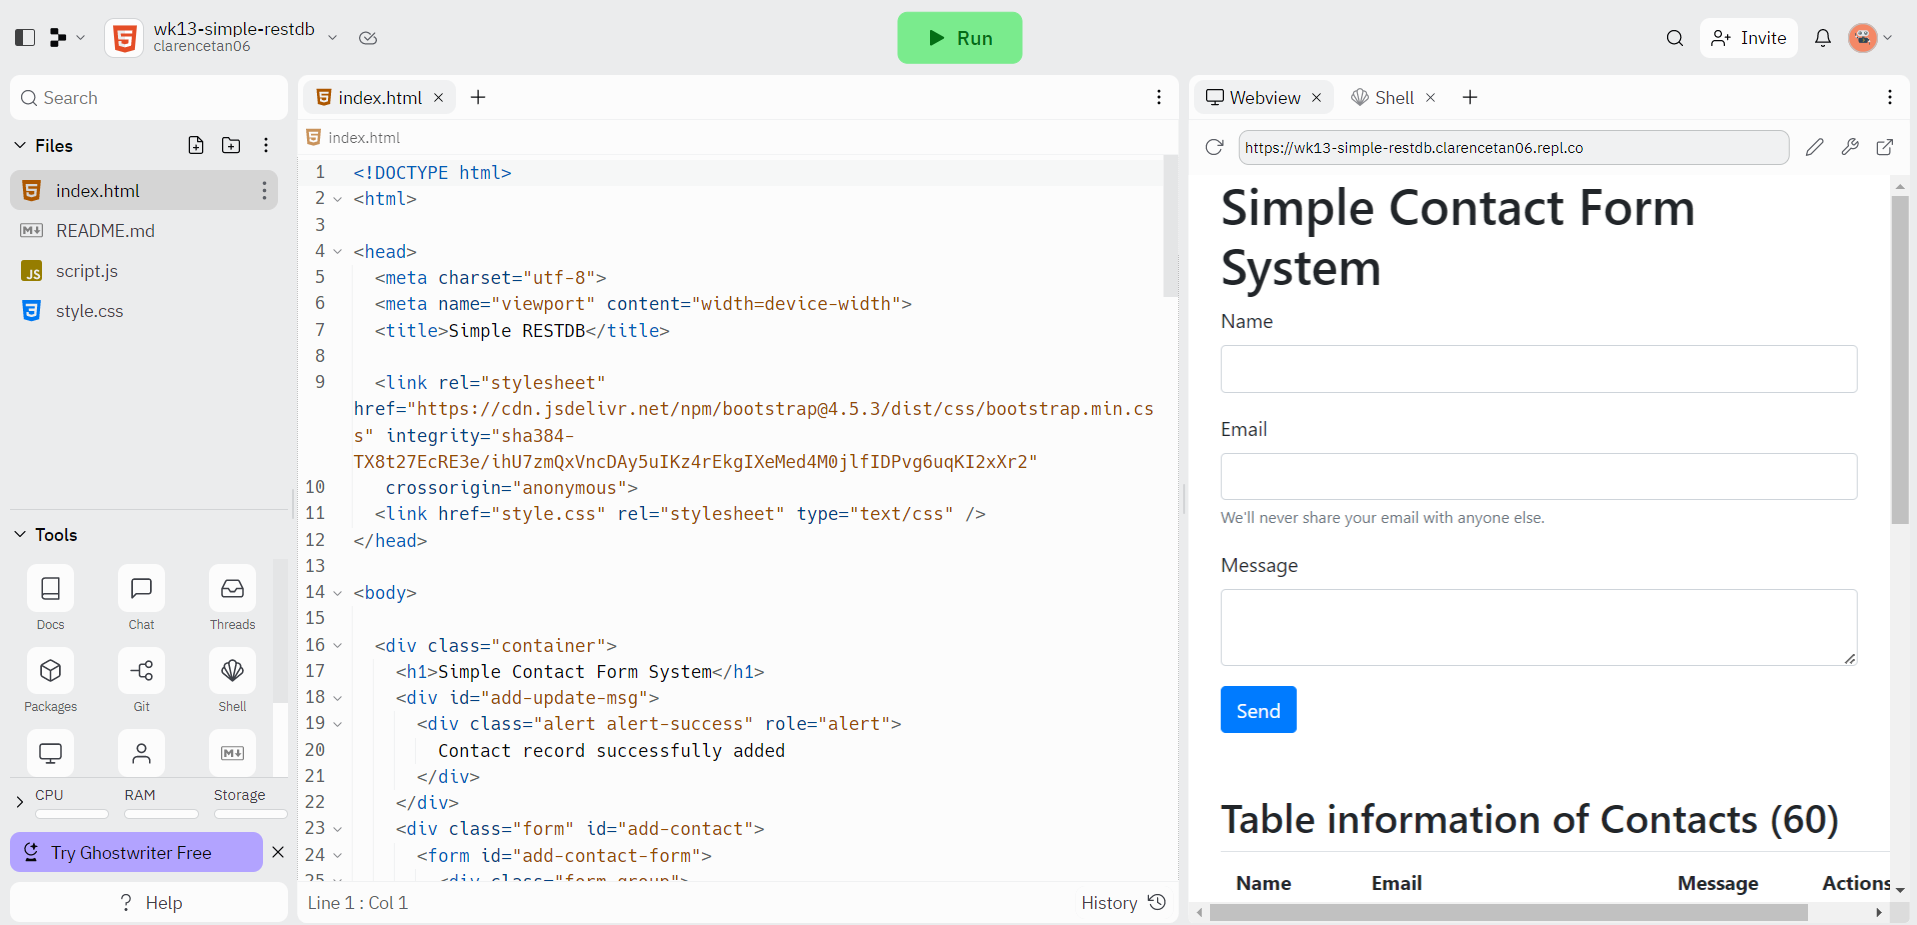 wk13-simple-restdb
clarencetan06
Run
Invite
Search
Files
index.html
README.md
script.js
style.css
Tools
Docs
Chat
Threads
Packages
Git
Shell
CPU
RAM
Storage
Try Ghostwriter Free
? Help
index.html
index.html
1 <!DOCTYPE html>
2 <html>
3
4 <head>
5 <meta charset="utf-8">
6 <meta name="viewport" content="width=device-width">
7 <title>Simple RESTDB</title>
8
9 <link rel="stylesheet"
href="https://cdn.jsdelivr.net/npm/bootstrap@4.5.3/dist/css/bootstrap.min.cs
s" integrity="sha384-
TX8t27EcRE3e/ihU7zmQxVncDAy5uIKz4rEkgIXeMed4M0jlfIDPvg6uqKI2xXr2"
10 crossorigin="anonymous">
11 <link href="style.css" rel="stylesheet" type="text/css" />
12 </head>
13
14 <body>
15
16 <div class="container">
17 <h1>Simple Contact Form System</h1>
18 <div id="add-update-msg">
19 <div class="alert alert-success" role="alert">
20 Contact record successfully added
21 </div>
22 </div>
23 <div class="form" id="add-contact">
24 <form id="add-contact-form">
25 <div class="form-group">
Line 1 : Col 1
History
Webview
Shell
https://wk13-simple-restdb.clarencetan06.repl.co
Simple Contact Form
System
Name
Email
We'll never share your email with anyone else.
Message
Send
Table information of Contacts (60)
Name Email Message Actions